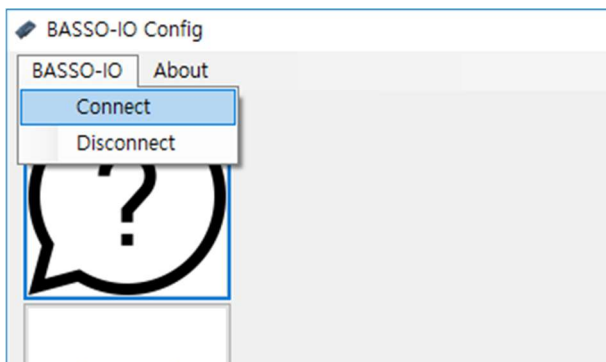 BASSO-IO Config
BASSO-IO About
Connect
Disconnect
?